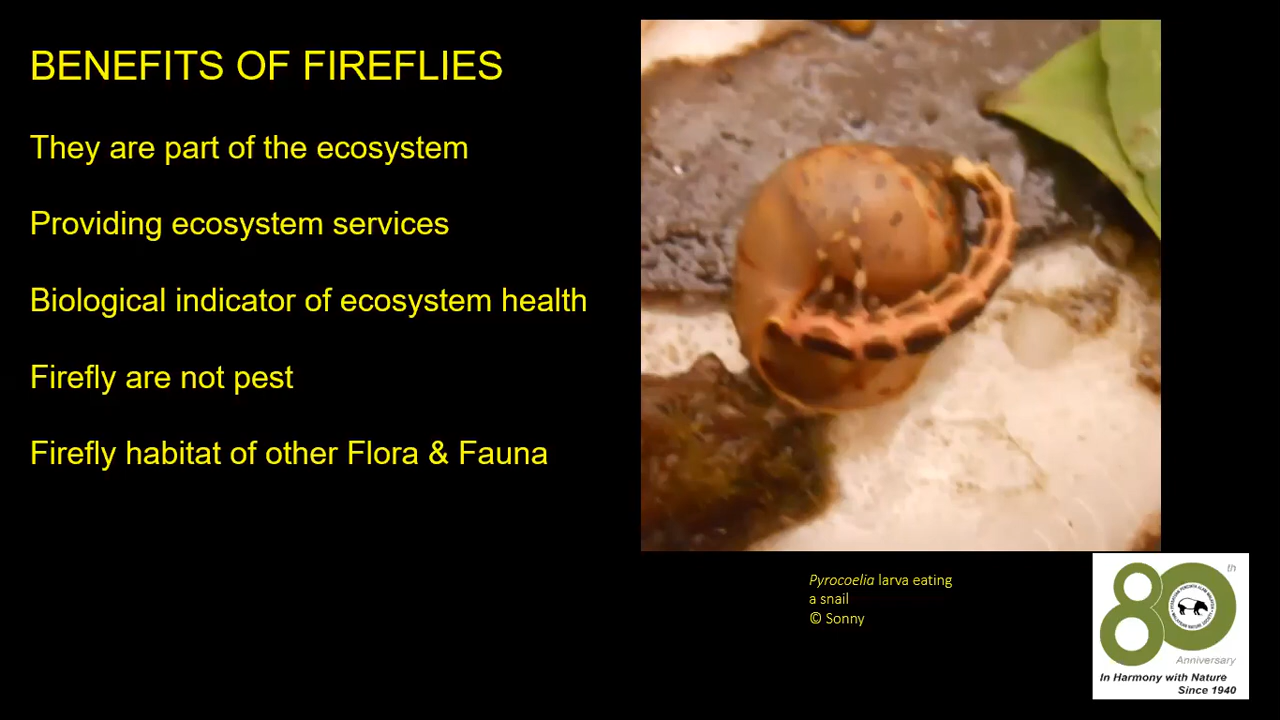 BENEFITS OF FIREFLIES
They are part of the ecosystem
Providing ecosystem services
Biological indicator of ecosystem health
Firefly are not pest
Firefly habitat of other Flora & Fauna
Pyrocoelia larva eating
a snail
© Sonny
80th
Anniversary
In Harmony with Nature
Since 1940